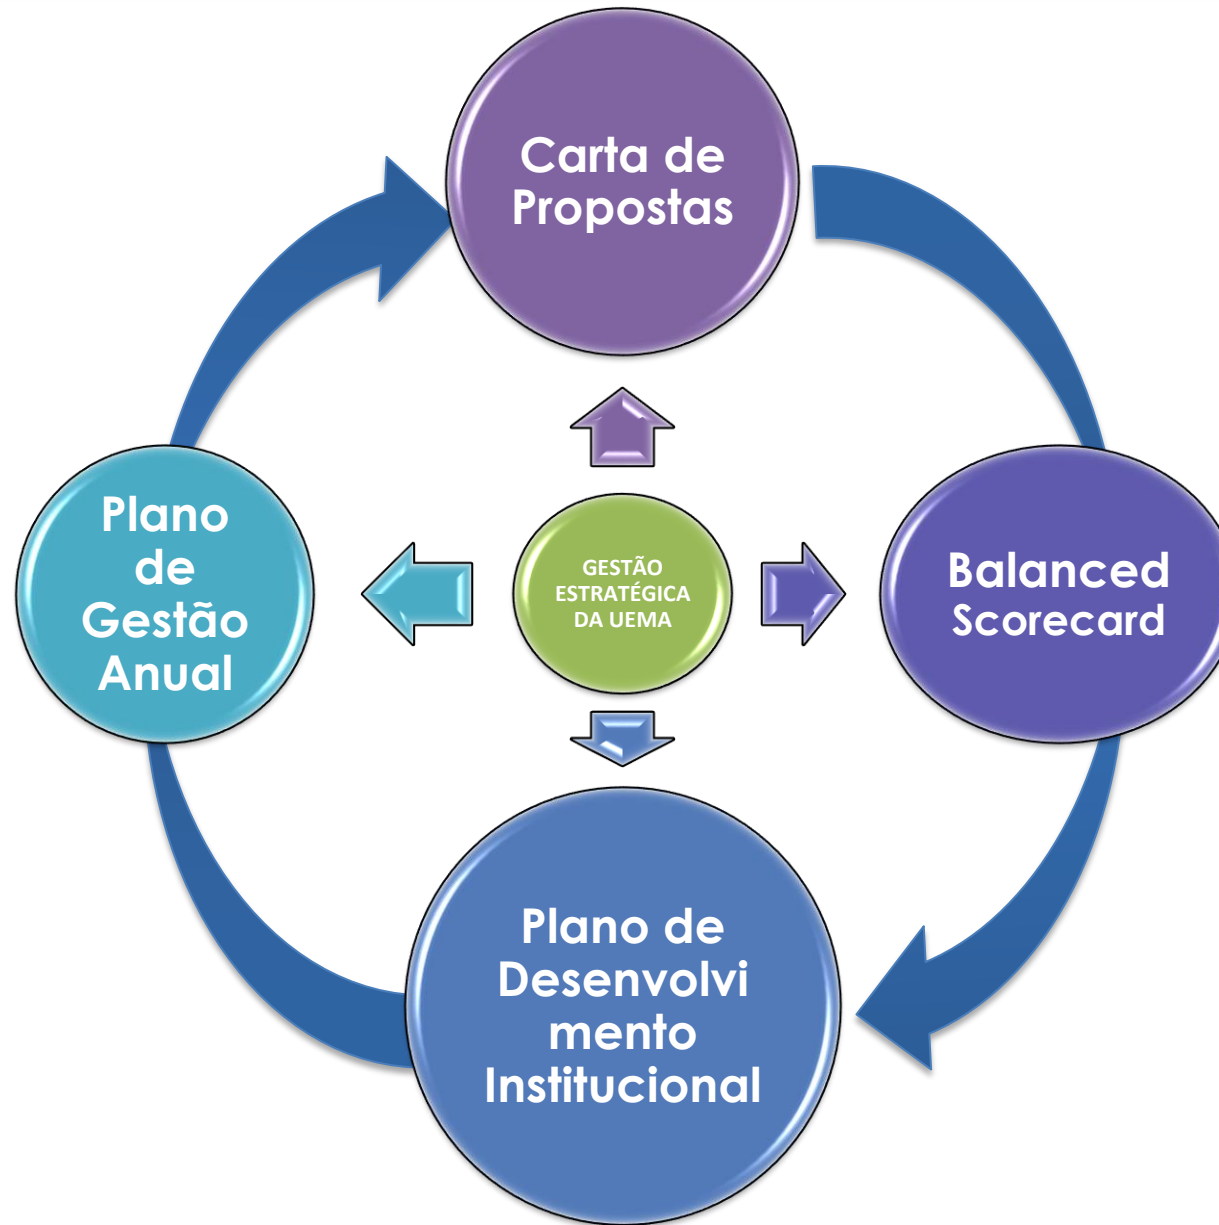 Carta de
Propostas
Plano
de
Gestão
Anual
GESTÃO
ESTRATÉGICA
DA UEMA
Balanced
Scorecard
Plano de
Desenvolvi
mento
Institucional